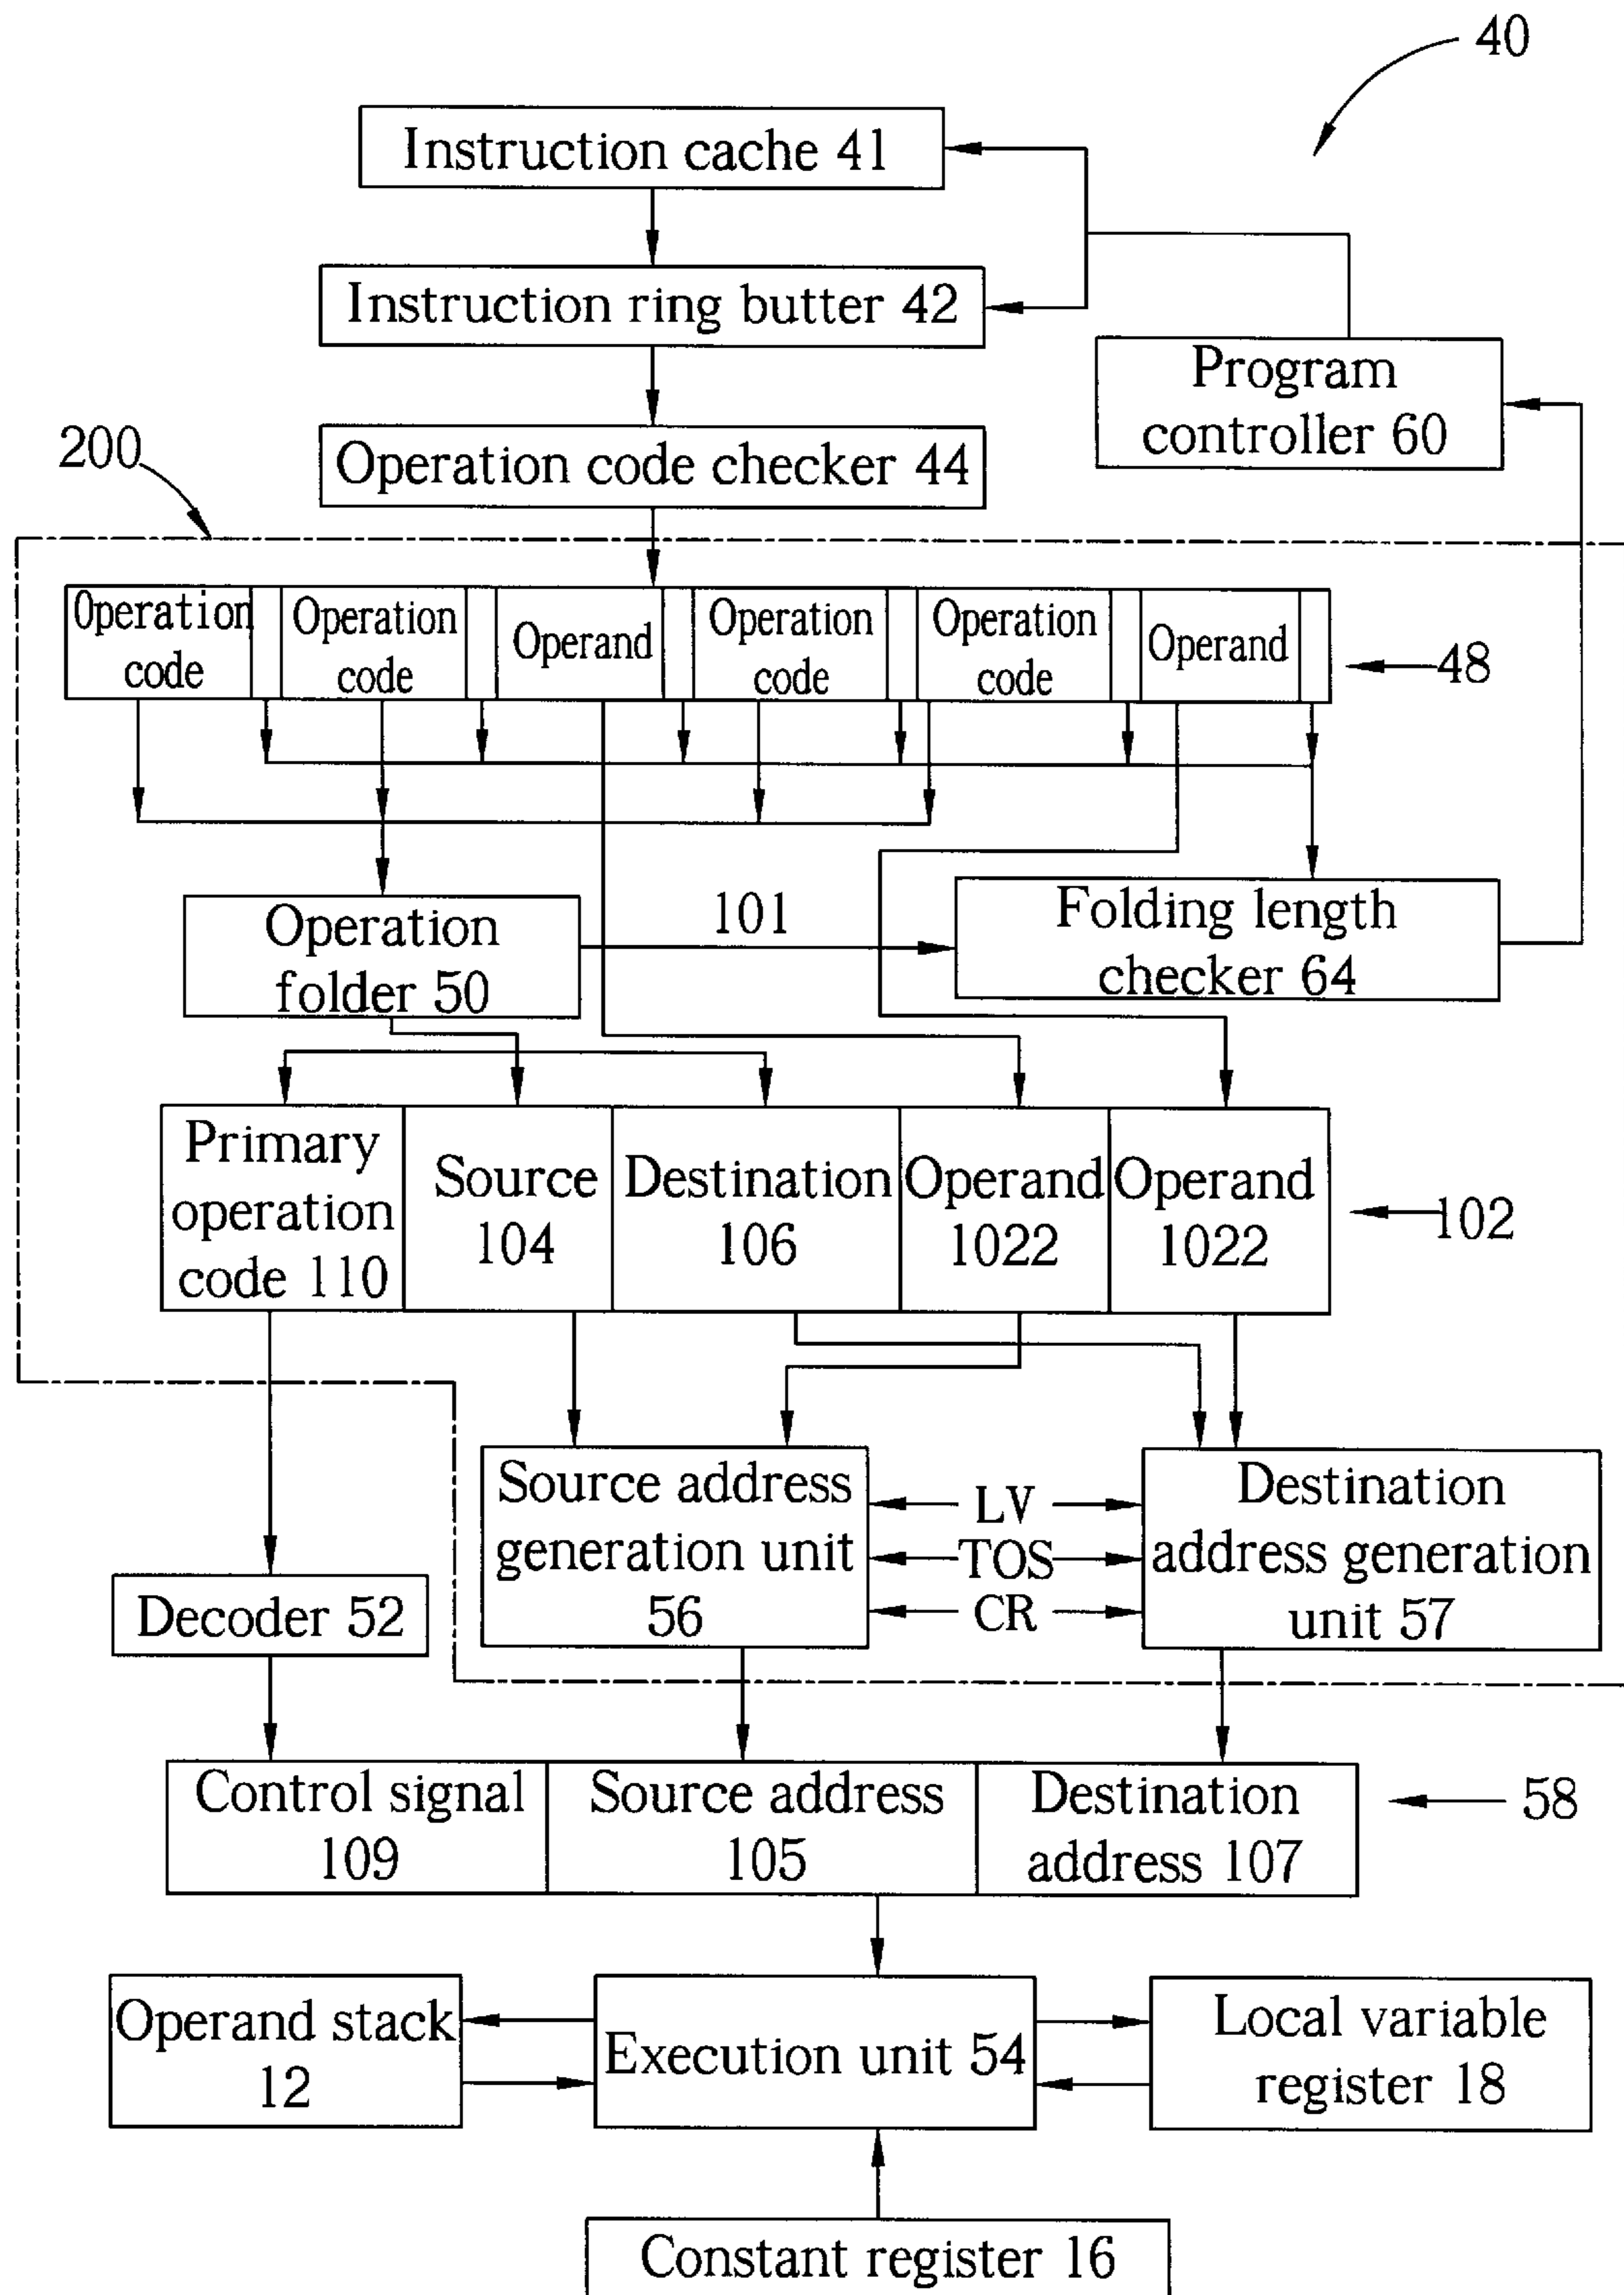 40
Instruction cache 41
Instruction ring butter 42
Program
controller 60
200
Operation code checker 44
Operation
code
Operation
code
Operand
Operation
code
Operation
code
Operand
48
Operation
folder 50
101
Folding length
checker 64
Primary
operation
code 110
Source
104
Destination
106
Operand
1022
Operand
1022
102
Source address
generation unit
56
LV
TOS
CR
Destination
address generation
unit 57
Decoder 52
Control signal
109
Source address
105
Destination
address 107
58
Operand stack
12
Execution unit 54
Local variable
register 18
Constant register 16